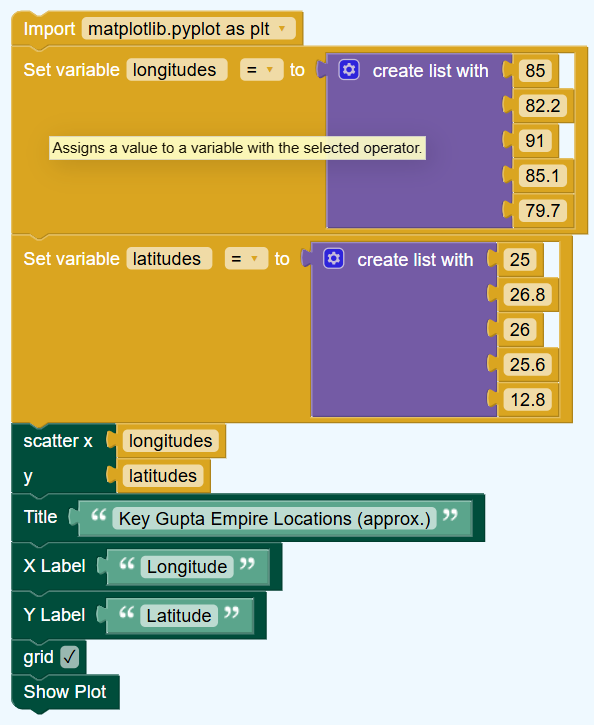 Import matplotlib.pyplot as plt
Set variable longitudes = to create list with 85
82.2
Assigns a value to a variable with the selected operator. 91
85.1
79.7
Set variable latitudes = to create list with 25
26.8
26
25.6
12.8
scatter x longitudes
y latitudes
Title “ Key Gupta Empire Locations (approx.) ”
X Label “ Longitude ”
Y Label “ Latitude ”
grid ✓
Show Plot